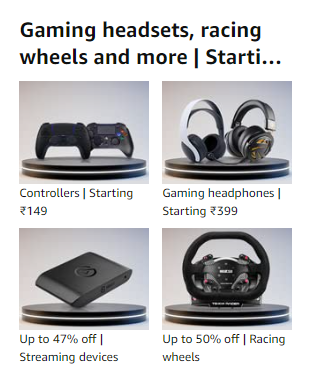 Gaming headsets, racing
wheels and more | Starti...
Controllers | Starting
₹149
Gaming headphones |
Starting ₹399
Up to 47% off |
Streaming devices
Up to 50% off | Racing
wheels